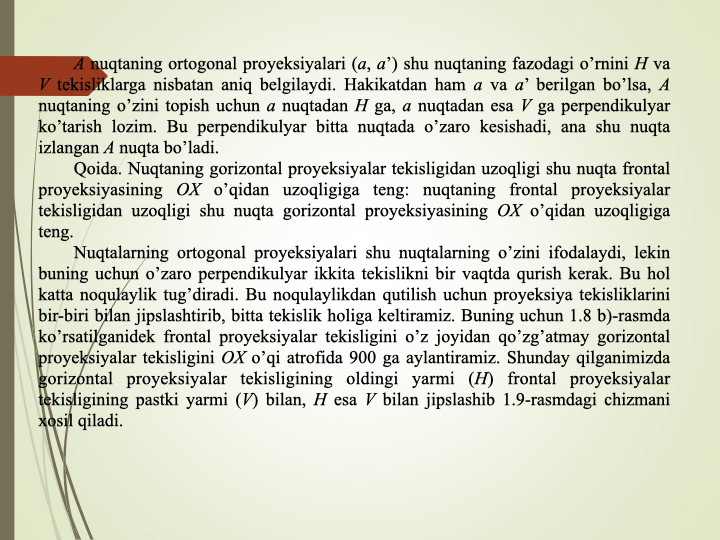 A nuqtaning ortogonal proyeksiyalari (a, a’) shu nuqtaning fazodagi o’rnini H va
V tekisliklarga nisbatan aniq belgilaydi. Hakikatdan ham a va a’ berilgan bo’lsa, A
nuqtaning o’zini topish uchun a nuqtadan H ga, a nuqtadan esa V ga perpendikulyar
ko’tarish lozim. Bu perpendikulyar bitta nuqtada o’zaro kesishadi, ana shu nuqta
izlangan A nuqta bo’ladi.
Qoida. Nuqtaning gorizontal proyeksiyalar tekisligidan uzoqligi shu nuqta frontal
proyeksiyasining OX o’qidan uzoqligiga teng: nuqtaning frontal proyeksiyalar
tekisligidan uzoqligi shu nuqta gorizontal proyeksiyasining OX o’qidan uzoqligiga
teng.
Nuqtalarning ortogonal proyeksiyalari shu nuqtalarning o’zini ifodalaydi, lekin
buning uchun o’zaro perpendikulyar ikkita tekislikni bir vaqtda qurish kerak. Bu hol
katta noqulaylik tug’diradi. Bu noqulaylikdan qutilish uchun proyeksiya tekisliklarini
bir-biri bilan jipslashtirib, bitta tekislik holiga keltiramiz. Buning uchun 1.8 b)-rasmda
ko’rsatilganidek frontal proyeksiyalar tekisligini o’z joyidan qo’zg’atmay gorizontal
proyeksiyalar tekisligini OX o’qi atrofida 900 ga aylantiramiz. Shunday qilganimizda
gorizontal proyeksiyalar tekisligining oldingi yarmi (H) frontal proyeksiyalar
tekisligining pastki yarmi (V) bilan, H esa V bilan jipslashib 1.9-rasmdagi chizmani
xosil qiladi.